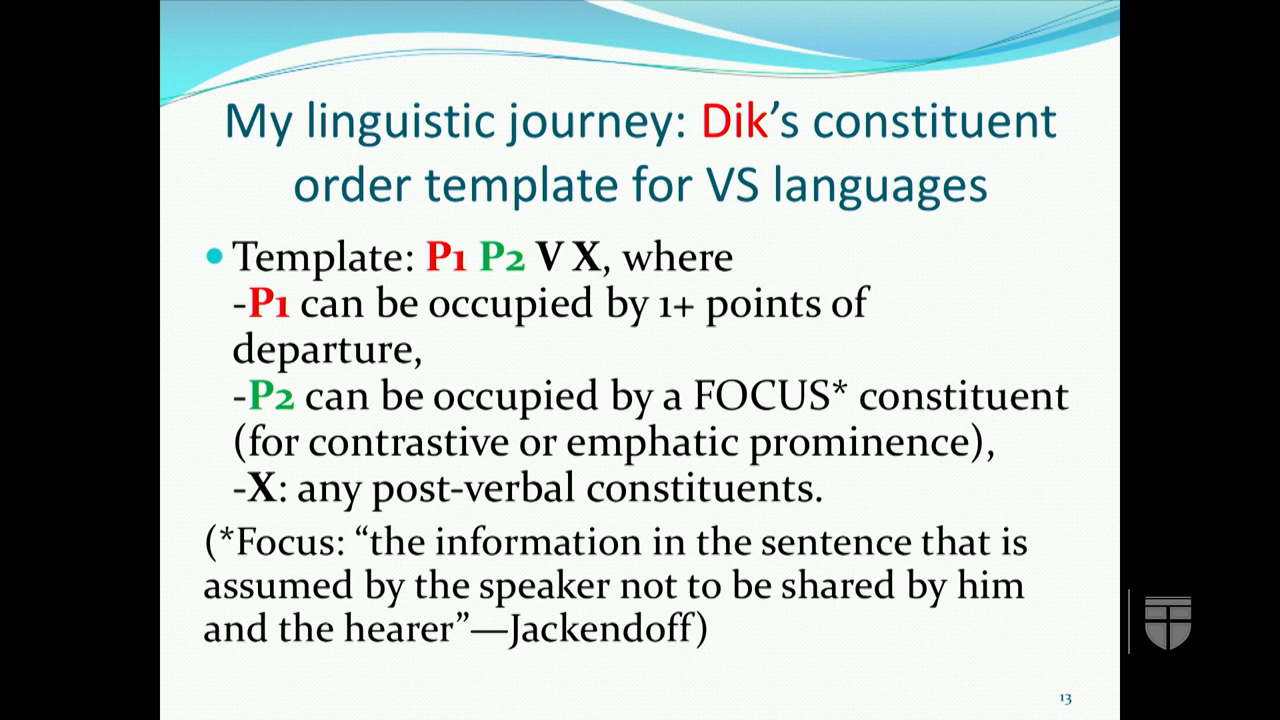 My linguistic journey: Dik’s constituent
order template for VS languages
• Template: P1 P2 V X, where
-P1 can be occupied by 1+ points of
departure,
-P2 can be occupied by a FOCUS* constituent
(for contrastive or emphatic prominence),
-X: any post-verbal constituents.
(*Focus: “the information in the sentence that is
assumed by the speaker not to be shared by him
and the hearer”—Jackendoff)
13